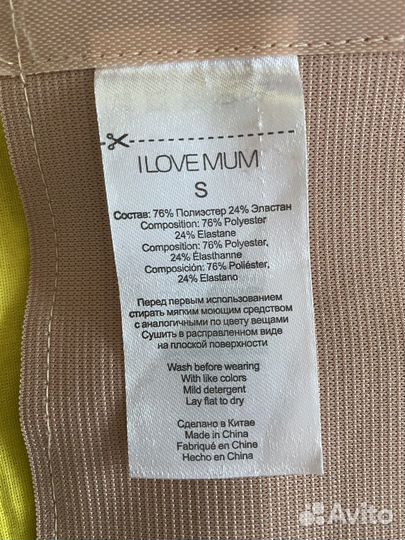 I LOVE MUM
S
Состав: 76% Полиэстер 24% Эластан
Composition: 76% Polyester
24% Elastane
Composition: 76% Polyester,
24% Elasthanne
Composición: 76% Poliéster,
24% Elastano
Перед первым использованием
стирать мягким моющим средством
с аналогичными по цвету вещами
Сушить в расправленном виде
на плоской поверхности
Wash before wearing
With like colors
Mild detergent
Lay flat to dry
Сделано в Китае
Made in China
Fabriqué en Chine
Hecho en China
Avito